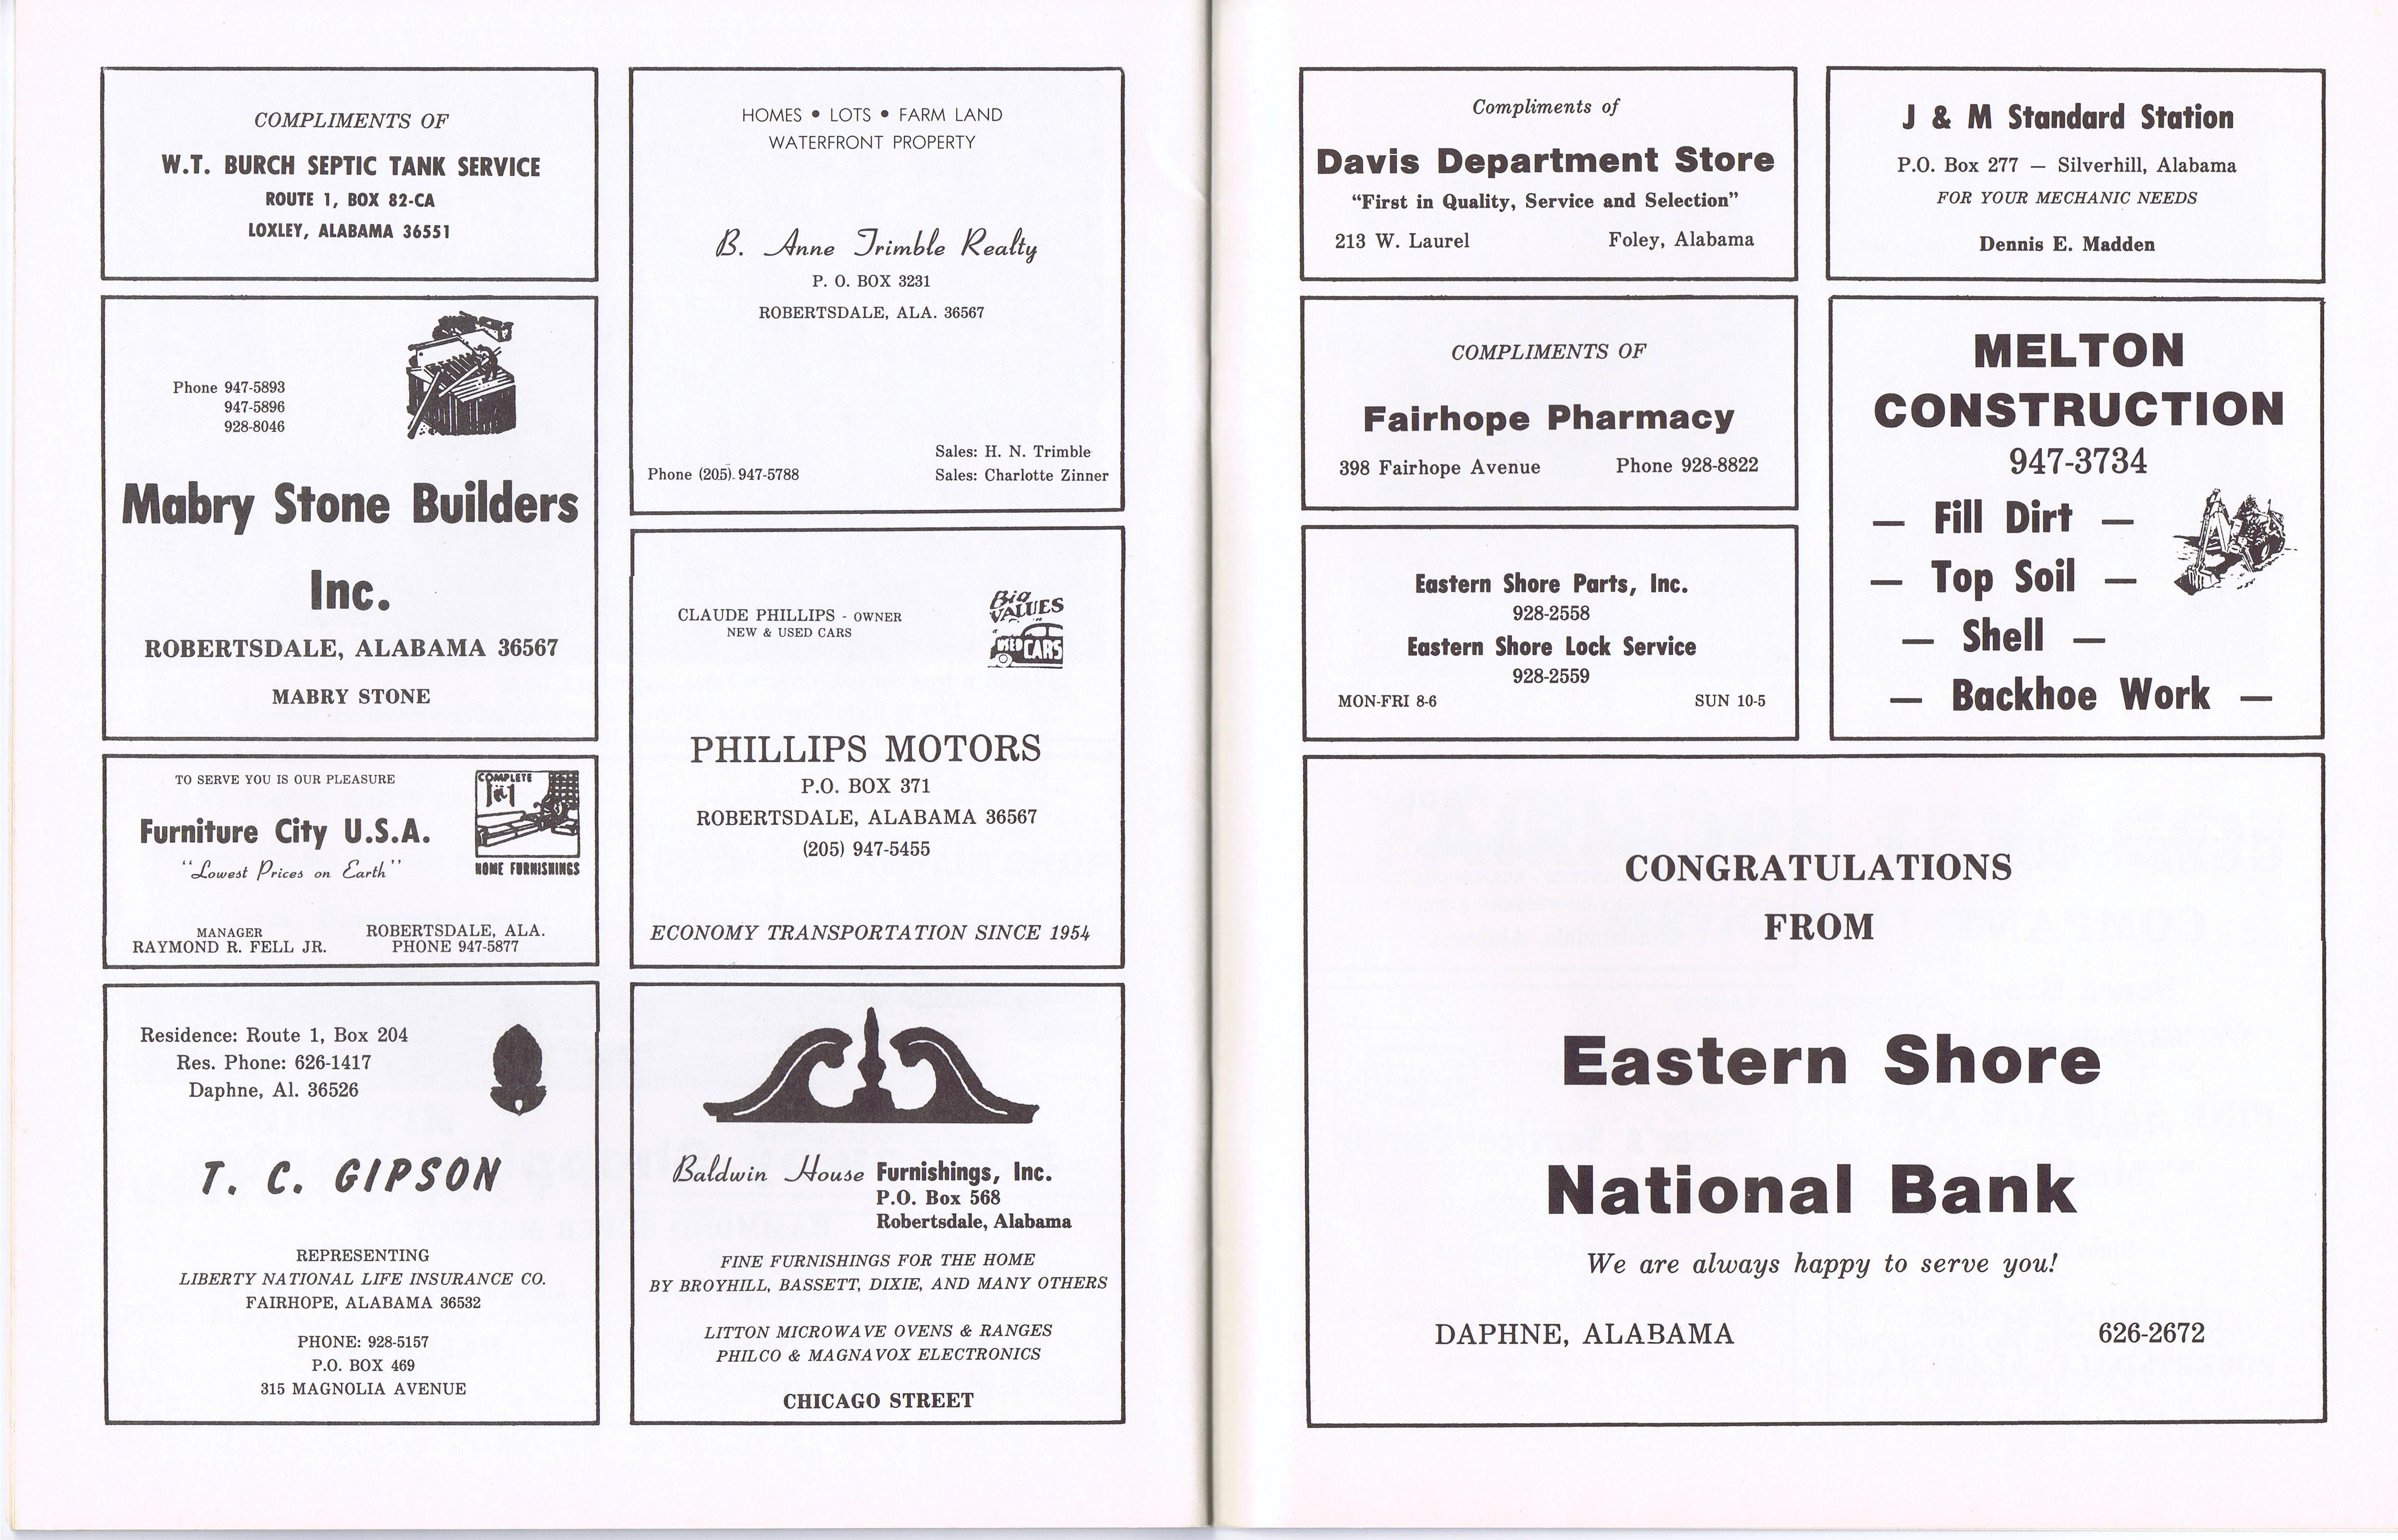 COMPLIMENTS OF
W.T. BURCH SEPTIC TANK SERVICE
ROUTE 1, BOX 82-CA
LOXLEY, ALABAMA 36551
Phone 947-5893
947-5896
928-8046
Mabry Stone Builders
Inc.
ROBERTSDALE, ALABAMA 36567
MABRY STONE
TO SERVE YOU IS OUR PLEASURE
Furniture City U.S.A.
"Lowest Prices on Earth"
COMPLETE
HOME FURNISHINGS
MANAGER
RAYMOND R. FELL JR.
ROBERTSDALE, ALA.
PHONE 947-5877
Residence: Route 1, Box 204
Res. Phone: 626-1417
Daphne, Al. 36526
T. C. GIPSON
REPRESENTING
LIBERTY NATIONAL LIFE INSURANCE CO.
FAIRHOPE, ALABAMA 36532
PHONE: 928-5157
P.O. BOX 469
315 MAGNOLIA AVENUE
HOMES • LOTS • FARM LAND
WATERFRONT PROPERTY
B. Anne Trimble Realty
P. O. BOX 3231
ROBERTSDALE, ALA. 36567
Phone (205) 947-5788
Sales: H. N. Trimble
Sales: Charlotte Zinner
CLAUDE PHILLIPS - OWNER
NEW & USED CARS
Big
VALUES
USED CARS
PHILLIPS MOTORS
P.O. BOX 371
ROBERTSDALE, ALABAMA 36567
(205) 947-5455
ECONOMY TRANSPORTATION SINCE 1954
Baldwin House Furnishings, Inc.
P.O. Box 568
Robertsdale, Alabama
FINE FURNISHINGS FOR THE HOME
BY BROYHILL, BASSETT, DIXIE, AND MANY OTHERS
LITTON MICROWAVE OVENS & RANGES
PHILCO & MAGNAVOX ELECTRONICS
CHICAGO STREET
Compliments of
Davis Department Store
"First in Quality, Service and Selection"
213 W. Laurel Foley, Alabama
COMPLIMENTS OF
Fairhope Pharmacy
398 Fairhope Avenue Phone 928-8822
Eastern Shore Parts, Inc.
928-2558
Eastern Shore Lock Service
928-2559
MON-FRI 8-6 SUN 10-5
J & M Standard Station
P.O. Box 277 — Silverhill, Alabama
FOR YOUR MECHANIC NEEDS
Dennis E. Madden
MELTON
CONSTRUCTION
947-3734
— Fill Dirt —
— Top Soil —
— Shell —
— Backhoe Work —
CONGRATULATIONS
FROM
Eastern Shore
National Bank
We are always happy to serve you!
DAPHNE, ALABAMA 626-2672